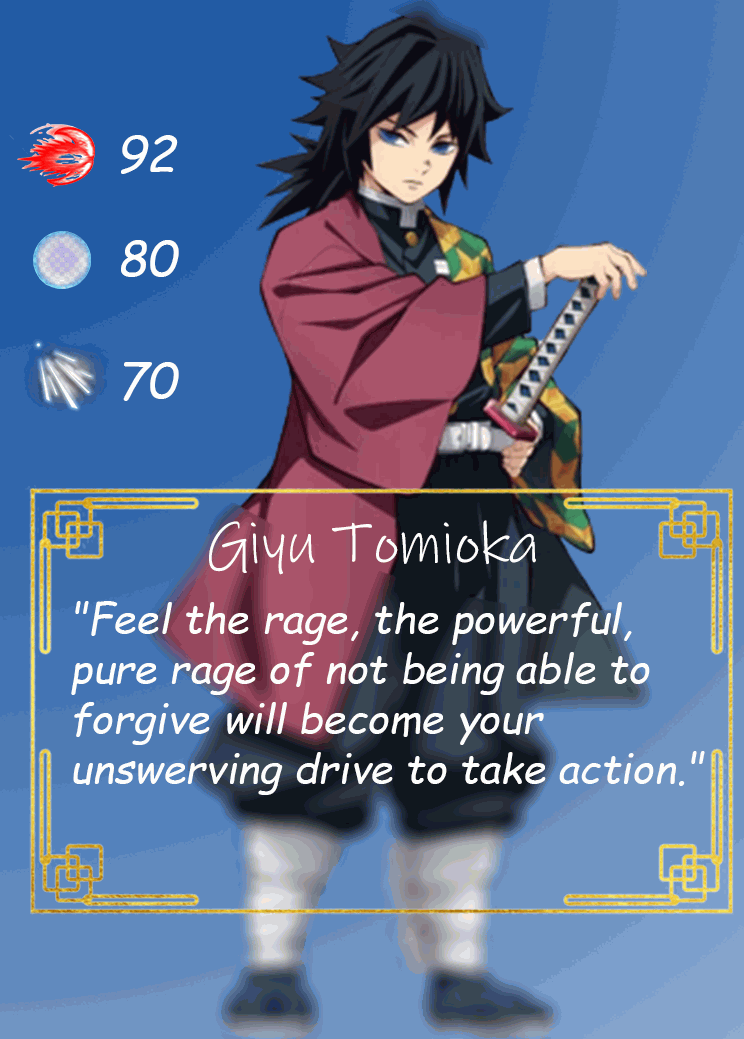 92
80
70
Giyu Tomioka
"Feel the rage, the powerful,
pure rage of not being able to
forgive will become your
unswerving drive to take action."